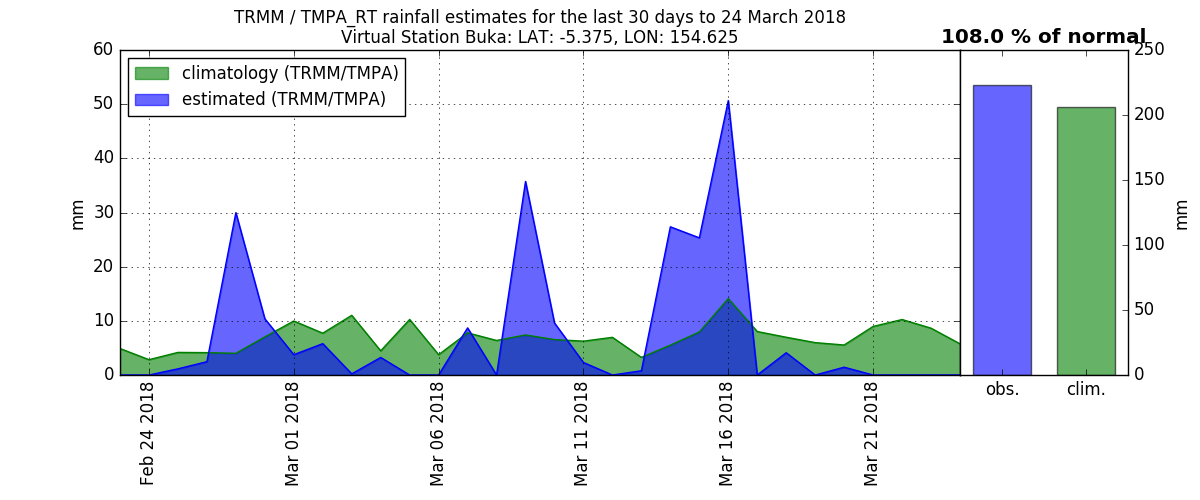 TRMM / TMPA_RT rainfall estimates for the last 30 days to 24 March 2018
Virtual Station Buka: LAT: -5.375, LON: 154.625
108.0 % of normal
climatology (TRMM/TMPA)
estimated (TRMM/TMPA)
60
50
40
30
20
10
0
mm
Feb 24 2018
Mar 01 2018
Mar 06 2018
Mar 11 2018
Mar 16 2018
Mar 21 2018
250
200
150
100
50
0
mm
obs.
clim.